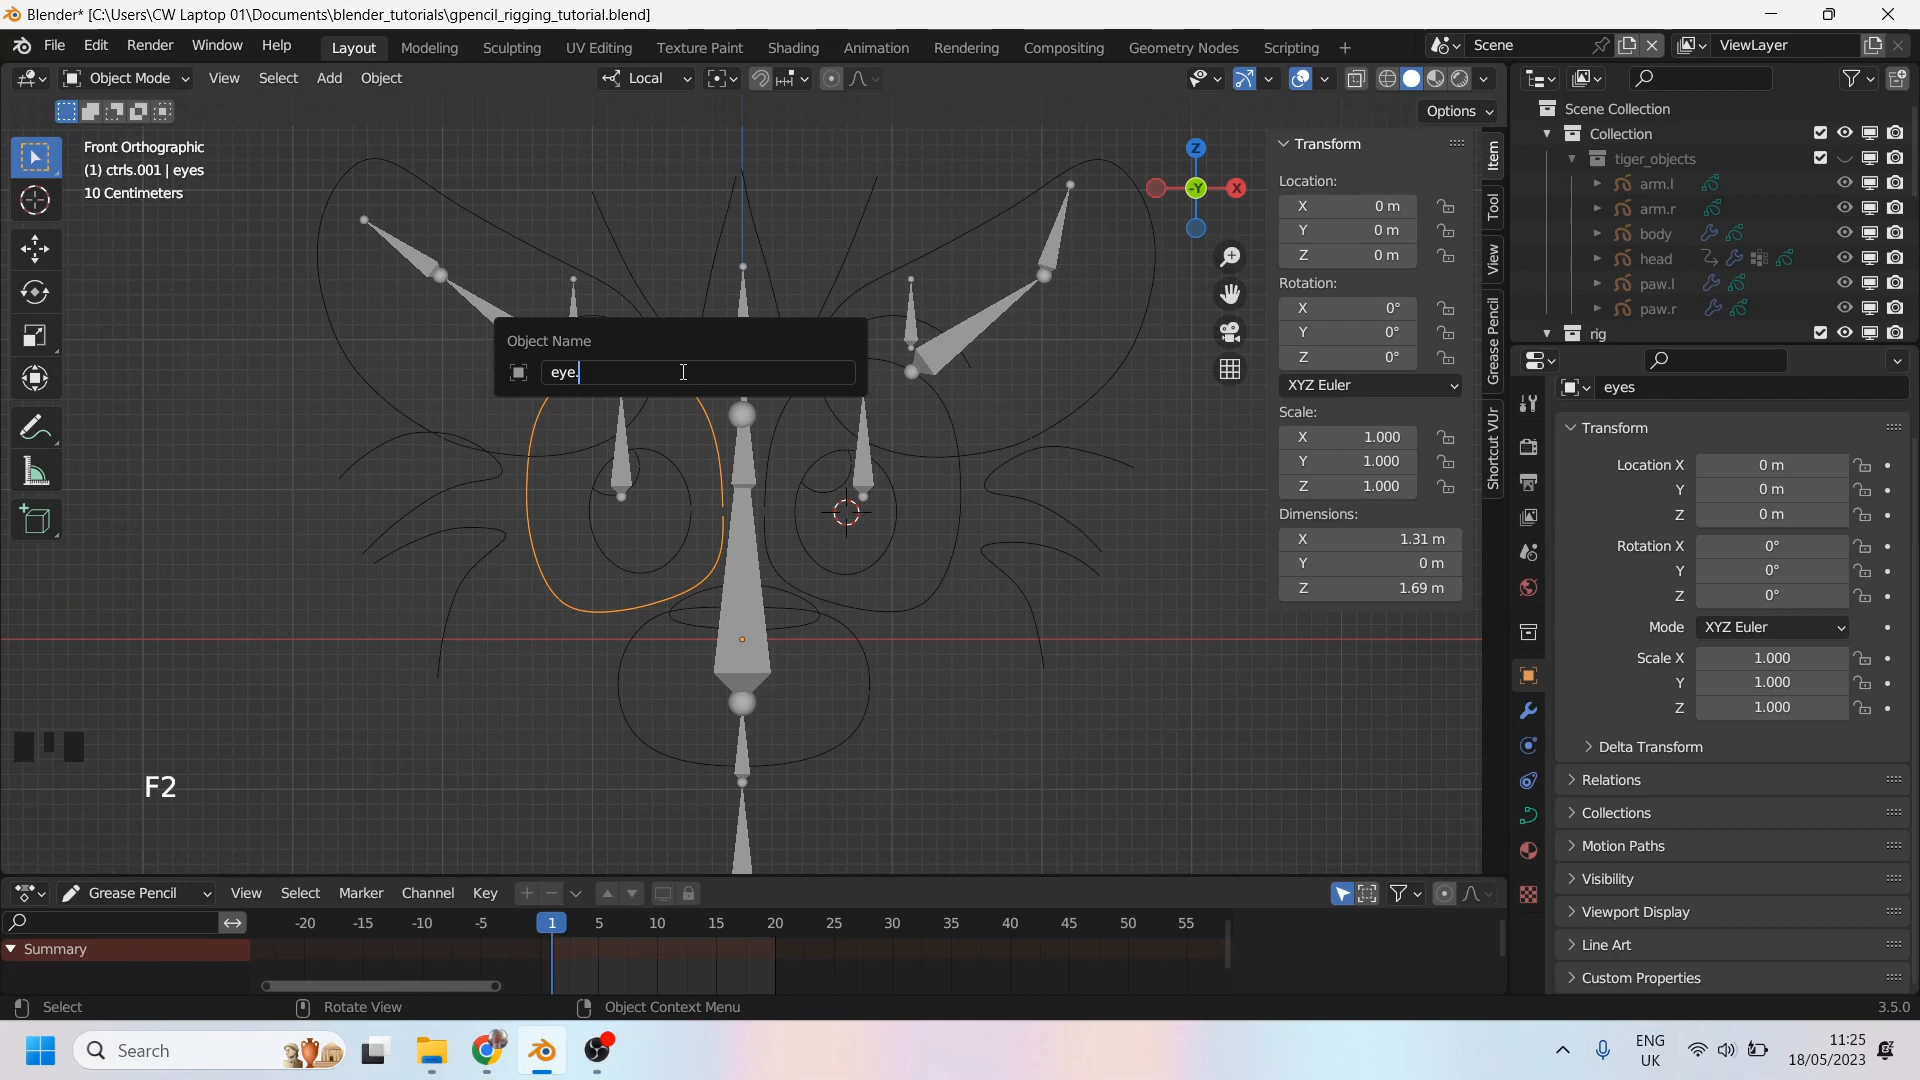 Blender* [C:\Users\CW Laptop 01\Documents\blender_tutorials\gpencil_rigging_tutorial.blend]
File Edit Render Window Help
Layout Modeling Sculpting UV Editing Texture Paint Shading Animation Rendering Compositing Geometry Nodes Scripting +
Scene
ViewLayer
Object Mode View Select Add Object
Local
Options
Front Orthographic
(1) ctrls.001 | eyes
10 Centimeters
Z
-Y
X
Transform
Location:
X 0 m
Y 0 m
Z 0 m
Rotation:
X 0°
Y 0°
Z 0°
XYZ Euler
Scale:
X 1.000
Y 1.000
Z 1.000
Dimensions:
X 1.31 m
Y 0 m
Z 1.69 m
Item
Tool
View
Grease Pencil
Shortcut VUr
Object Name
eye.
F2
Scene Collection
Collection
tiger_objects
arm.l
arm.r
body
head
paw.l
paw.r
rig
eyes
Transform
Location X 0 m
Y 0 m
Z 0 m
Rotation X 0°
Y 0°
Z 0°
Mode XYZ Euler
Scale X 1.000
Y 1.000
Z 1.000
Delta Transform
Relations
Collections
Motion Paths
Visibility
Viewport Display
Line Art
Custom Properties
Grease Pencil View Select Marker Channel Key
-20 -15 -10 -5 1 5 10 15 20 25 30 35 40 45 50 55
Summary
Select
Rotate View
Object Context Menu
3.5.0
Search
ENG
UK
11:25
18/05/2023